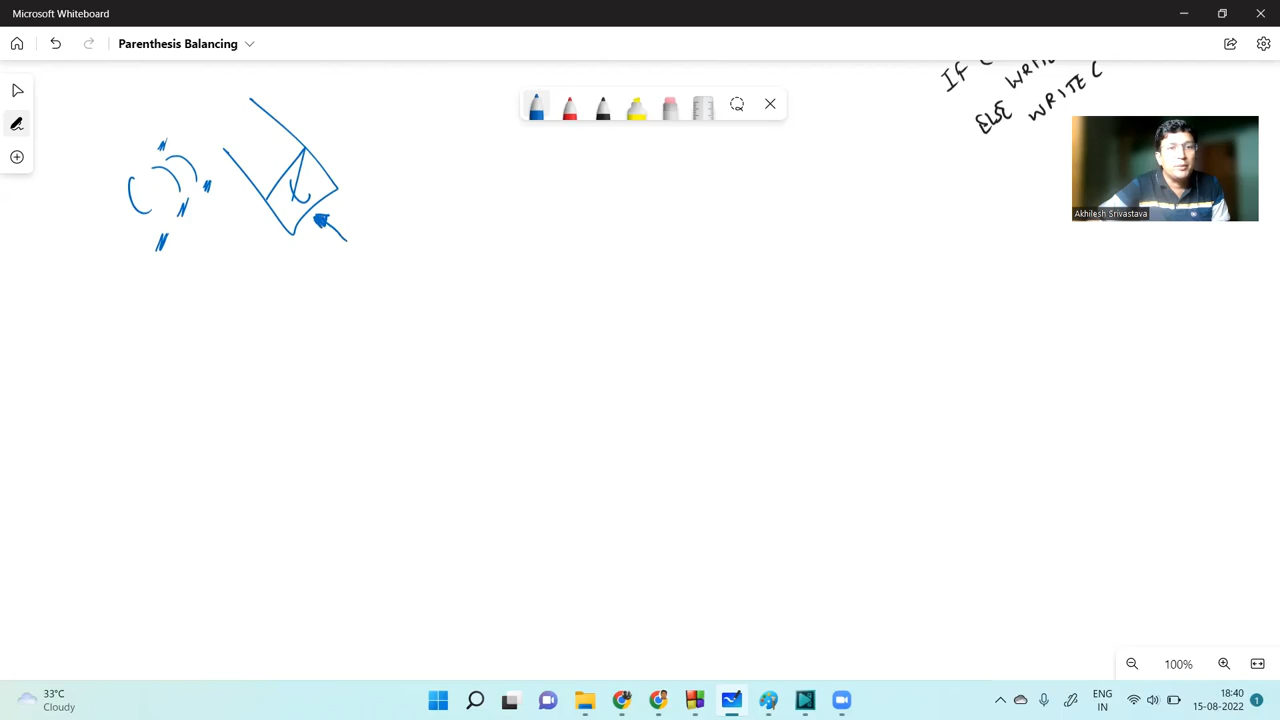 Microsoft Whiteboard
Parenthesis Balancing
IF (
ELSE WRITE (
Akhilesh Srivastava
100%
33°C
Cloudy
ENG
IN
18:40
15-08-2022
1